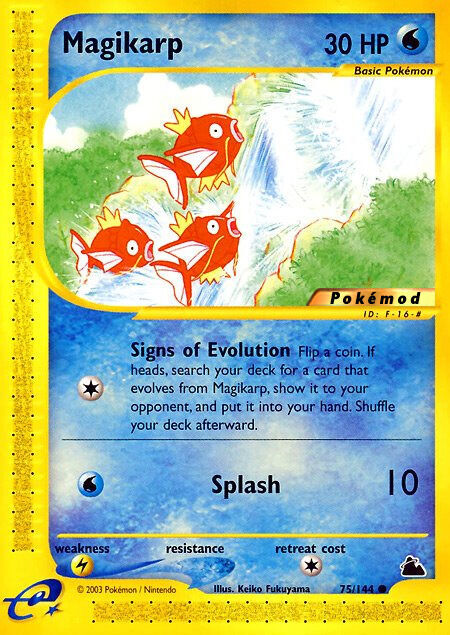 Magikarp 30 HP
Basic Pokémon
Pokémod
ID: F-16-#
Signs of Evolution Flip a coin. If
heads, search your deck for a card that
evolves from Magikarp, show it to your
opponent, and put it into your hand. Shuffle
your deck afterward.
Splash 10
weakness resistance retreat cost
e
© 2003 Pokémon / Nintendo Illus. Keiko Fukuyama 75/144